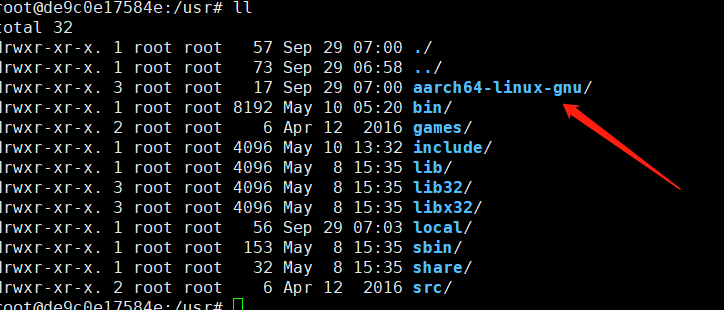 root@de9c0e17584e:/usr# ll
total 32
drwxr-xr-x. 1 root root   57 Sep 29 07:00 ./
drwxr-xr-x. 1 root root   73 Sep 29 06:58 ../
drwxr-xr-x. 3 root root   17 Sep 29 07:00 aarch64-linux-gnu/
drwxr-xr-x. 1 root root 8192 May 10 05:20 bin/
drwxr-xr-x. 2 root root    6 Apr 12  2016 games/
drwxr-xr-x. 1 root root 4096 May 10 13:32 include/
drwxr-xr-x. 1 root root 4096 May  8 15:35 lib/
drwxr-xr-x. 3 root root 4096 May  8 15:35 lib32/
drwxr-xr-x. 3 root root 4096 May  8 15:35 libx32/
drwxr-xr-x. 1 root root   56 Sep 29 07:03 local/
drwxr-xr-x. 1 root root  153 May  8 15:35 sbin/
drwxr-xr-x. 1 root root   32 May  8 15:35 share/
drwxr-xr-x. 2 root root    6 Apr 12  2016 src/
root@de9c0e17584e:/usr#